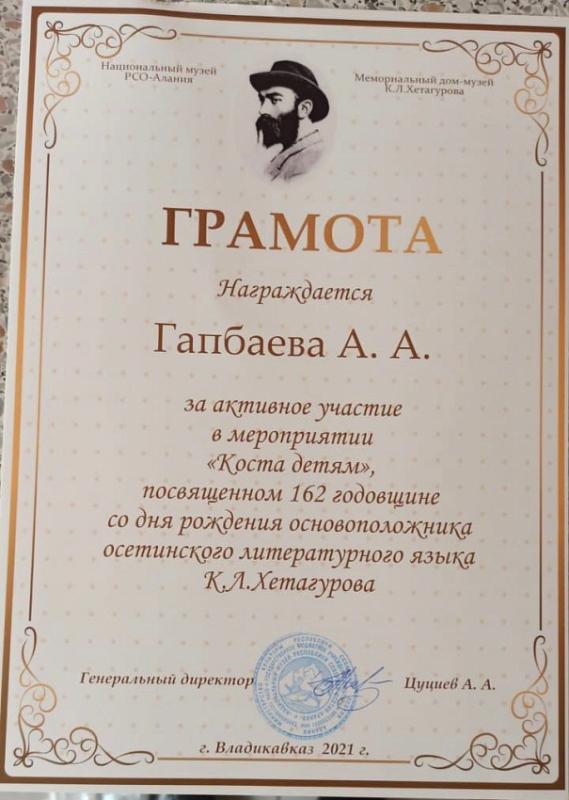 Национальный музей
РСО-Алания
Мемориальный дом-музей
К.Л.Хетагурова
ГРАМОТА
Награждается
Гапбаева А. А.
за активное участие
в мероприятии
«Коста детям»,
посвященном 162 годовщине
со дня рождения основоположника
осетинского литературного языка
К.Л.Хетагурова
Генеральный директор
Цуциев А. А.
г. Владикавказ 2021 г.